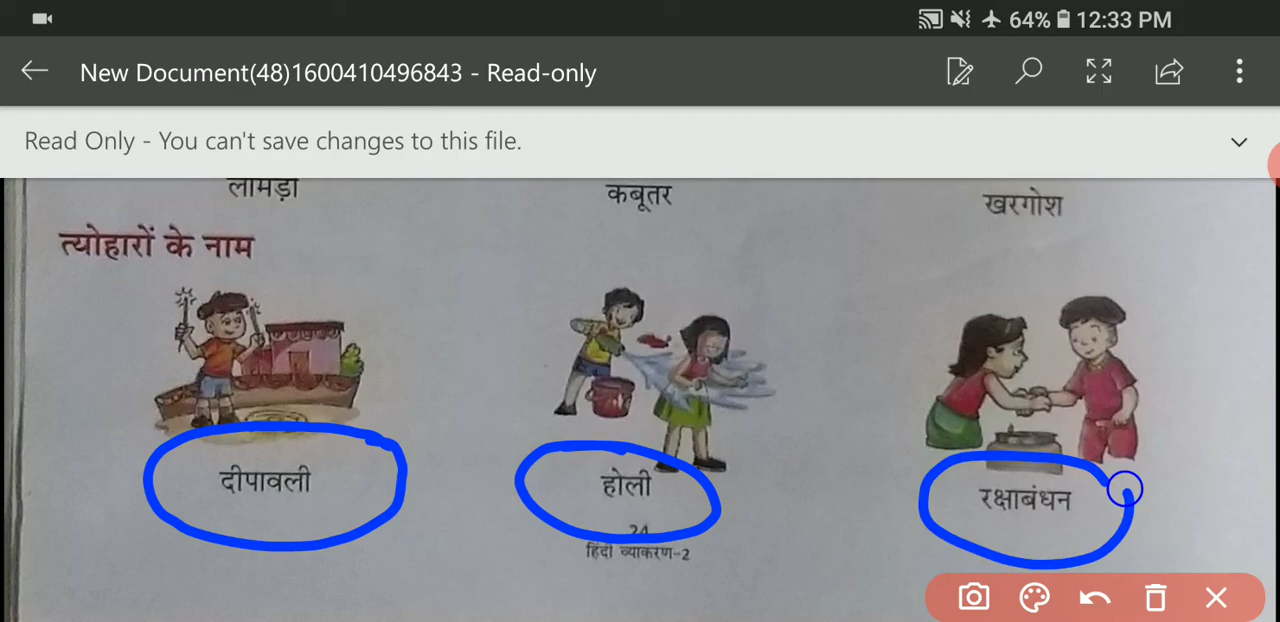 64% 12:33 PM
New Document(48)1600410496843 - Read-only
Read Only - You can't save changes to this file.
कबूतर
खरगोश
त्योहारों के नाम
दीपावली
होली
रक्षाबंधन
24
हिंदी व्याकरण-2